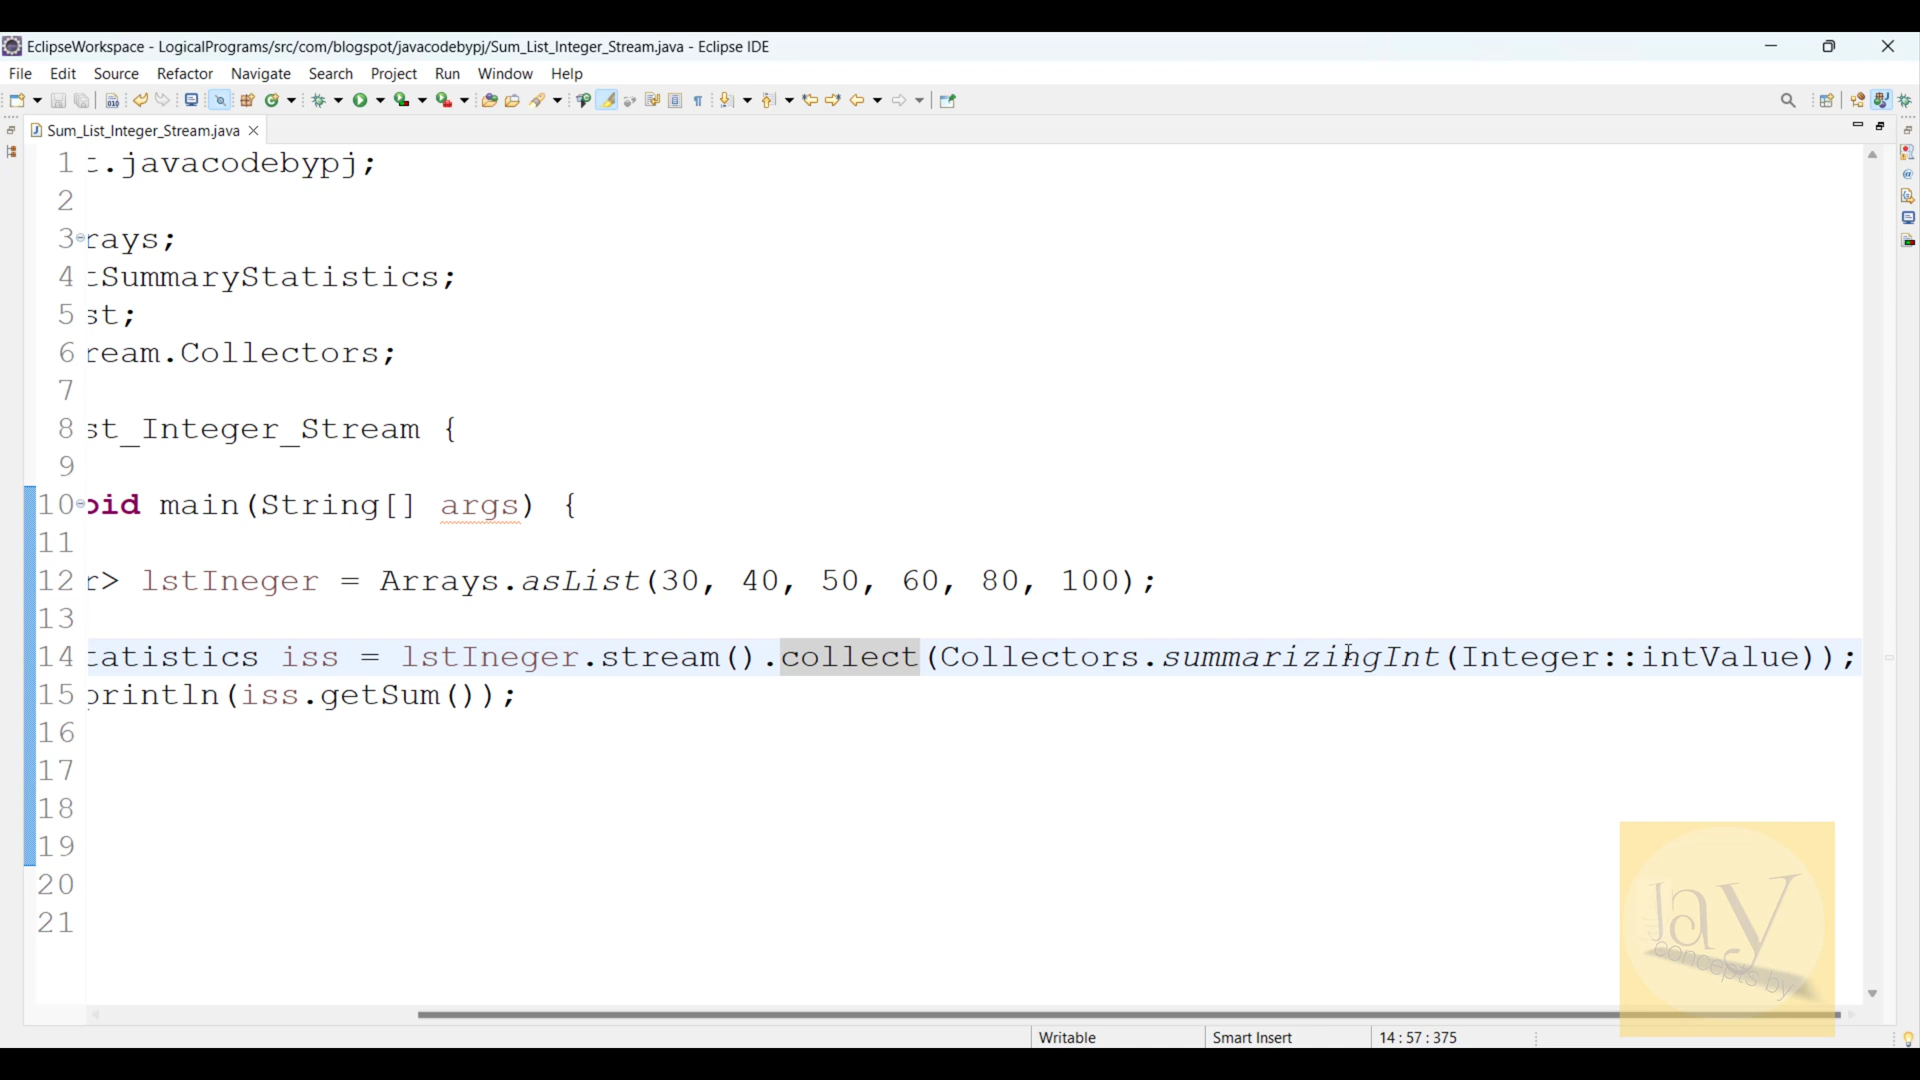 EclipseWorkspace - LogicalPrograms/src/com/blogspot/javacodebypj/Sum_List_Integer_Stream.java - Eclipse IDE
File Edit Source Refactor Navigate Search Project Run Window Help
Sum_List_Integer_Stream.java
1 t.javacodebypj;
2
3 rays;
4 tSummaryStatistics;
5 st;
6 ream.Collectors;
7
8 st_Integer_Stream {
9
10 oid main(String[] args) {
11
12 r> lstIneger = Arrays.asList(30, 40, 50, 60, 80, 100);
13
14 tatistics iss = lstIneger.stream().collect(Collectors.summarizingInt(Integer::intValue));
15 println(iss.getSum());
16
17
18
19
20
21
Jay
concepts by
Writable Smart Insert 14 : 57 : 375